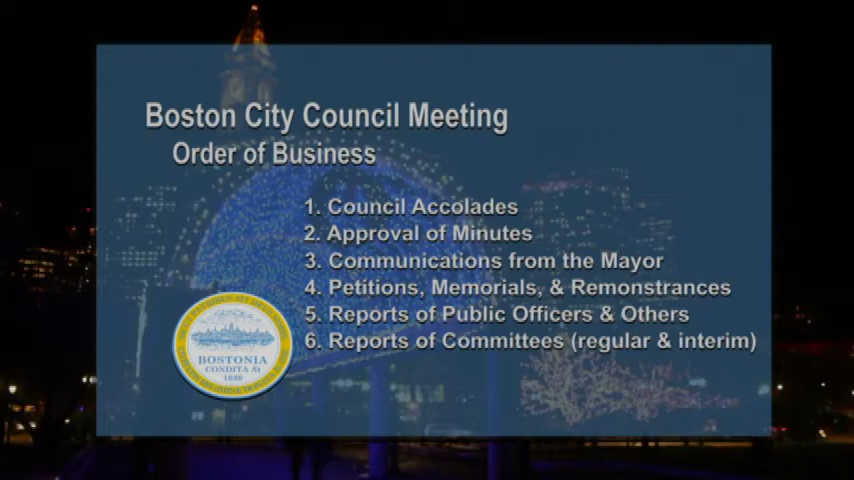 Boston City Council Meeting
Order of Business
1. Council Accolades
2. Approval of Minutes
3. Communications from the Mayor
4. Petitions, Memorials, & Remonstrances
5. Reports of Public Officers & Others
6. Reports of Committees (regular & interim)
BOSTONIA
CONDITA AD
1630